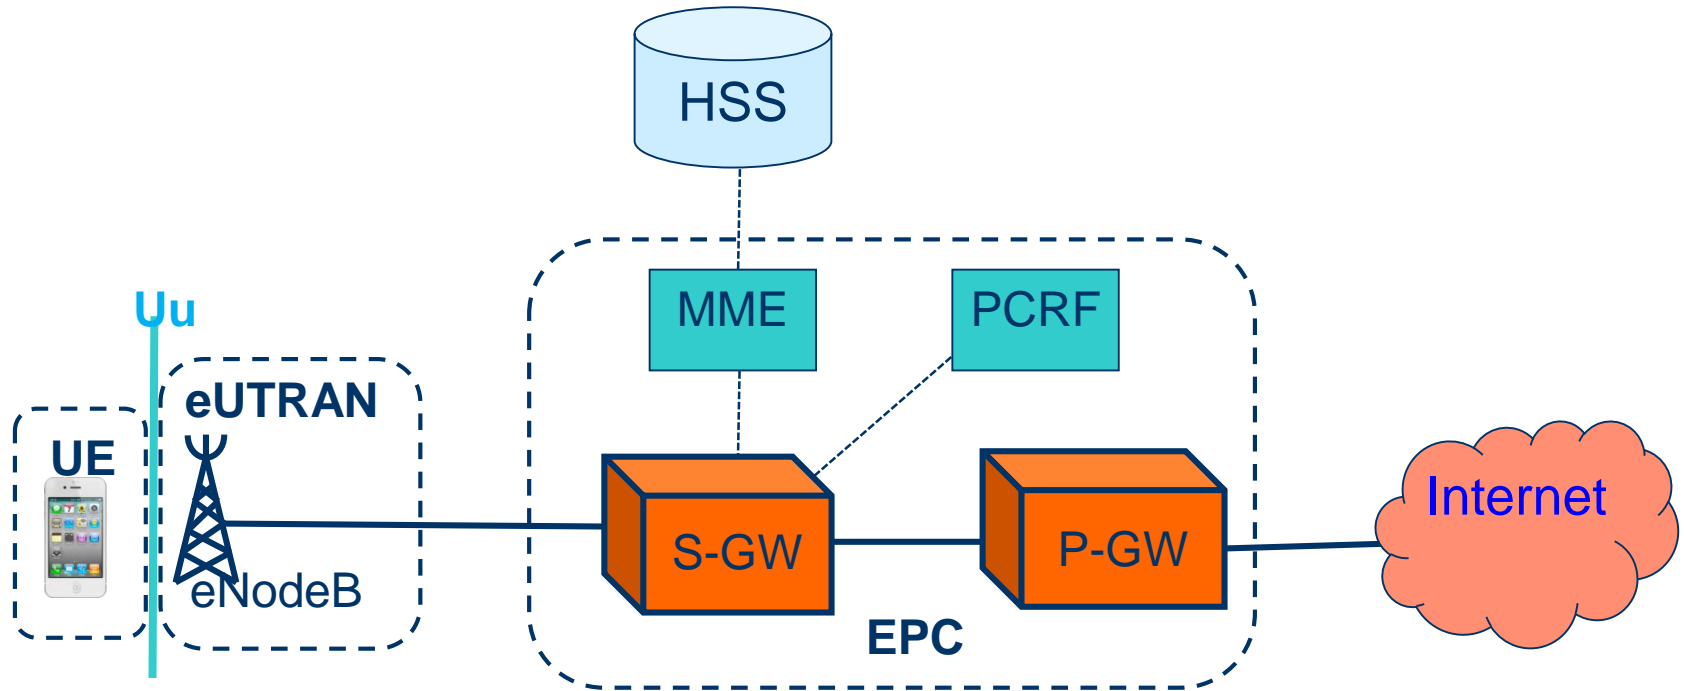 HSS
MME
PCRF
Uu
eUTRAN
UE
Internet
S-GW
P-GW
eNodeB
EPC